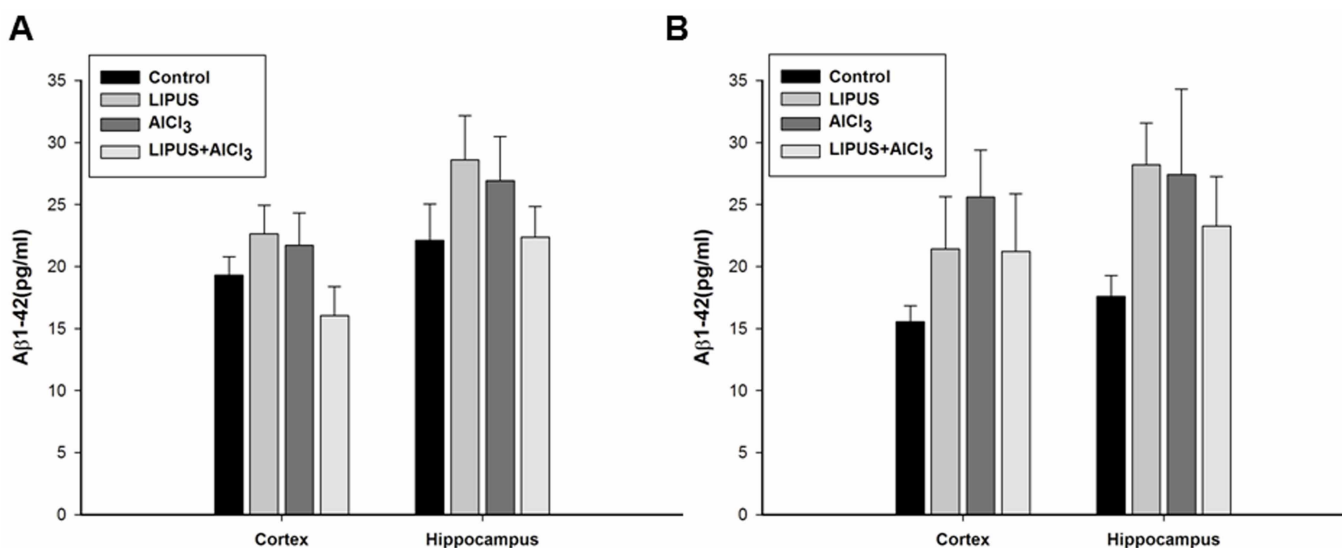 A
Control
LIPUS
AlCl3
LIPUS+AlCl3
Aβ1-42(pg/ml)
35
30
25
20
15
10
5
0
Cortex Hippocampus
B
Control
LIPUS
AlCl3
LIPUS+AlCl3
Aβ1-42(pg/ml)
35
30
25
20
15
10
5
0
Cortex Hippocampus